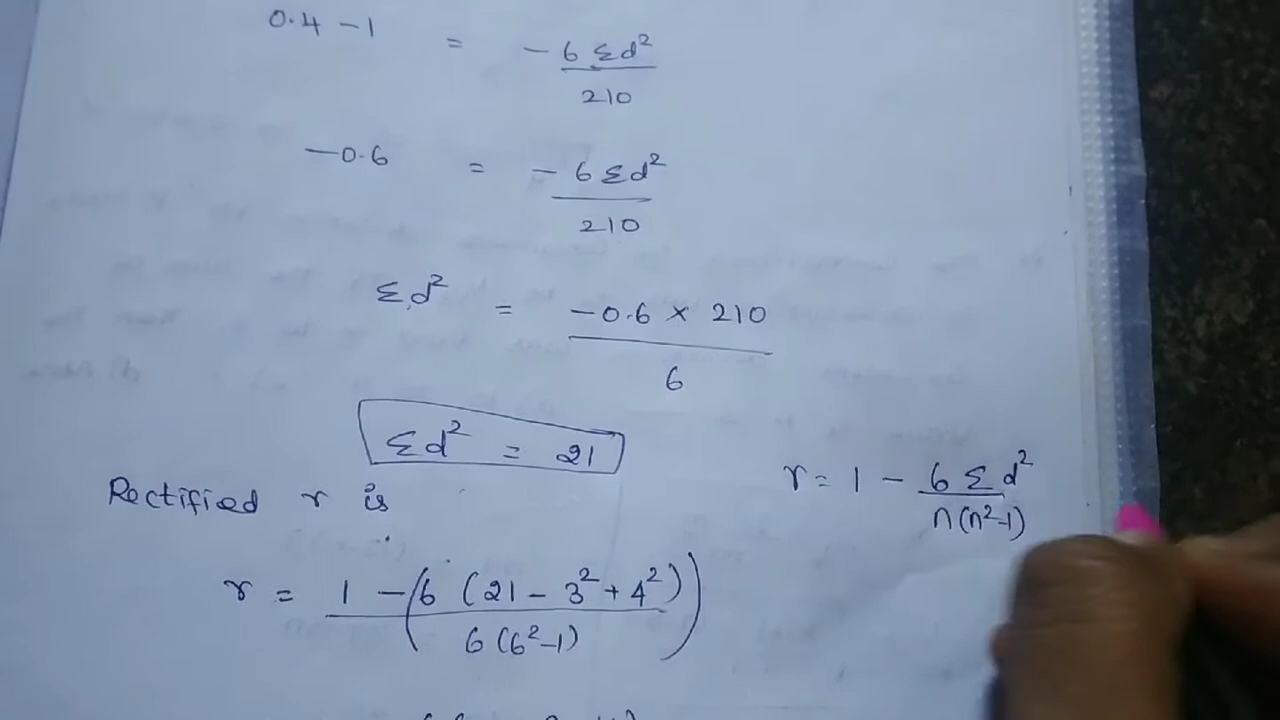 0.4 - 1 = - 6 Σd² / 210
-0.6 = - 6 Σd² / 210
Σd² = -0.6 × 210 / 6
Σd² = 21
Rectified r is
r = 1 - 6 Σd² / n(n²-1)
r = 1 - (6 (21 - 3² + 4²) / 6(6²-1))